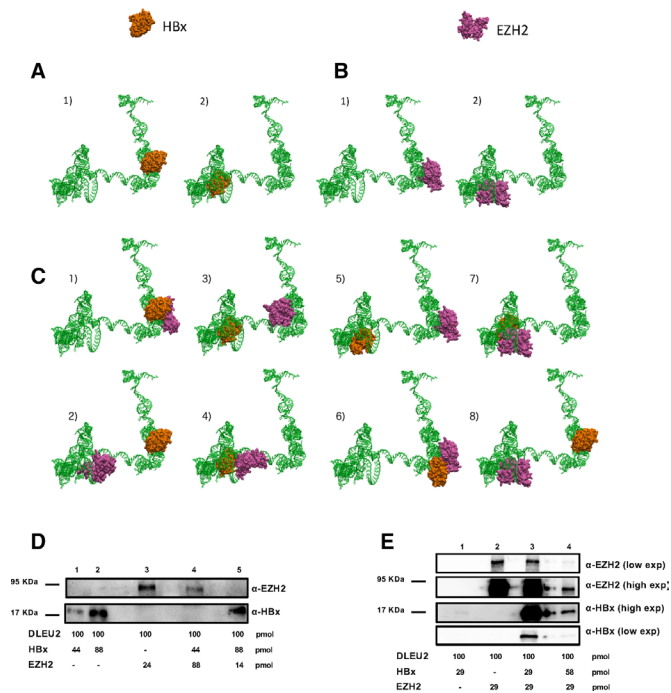 HBx
EZH2
A
B
1)
2)
1)
2)
C
1)
3)
5)
7)
2)
4)
6)
8)
D
1 2 3 4 5
95 KDa
α-EZH2
17 KDa
α-HBx
DLEU2 100 100 100 100 100 pmol
HBx 44 88 - 44 88 pmol
EZH2 - - 24 88 14 pmol
E
1 2 3 4
α-EZH2 (low exp)
95 KDa
α-EZH2 (high exp)
17 KDa
α-HBx (high exp)
α-HBx (low exp)
DLEU2 100 100 100 100 pmol
HBx 29 - 29 58 pmol
EZH2 - 29 29 29 pmol